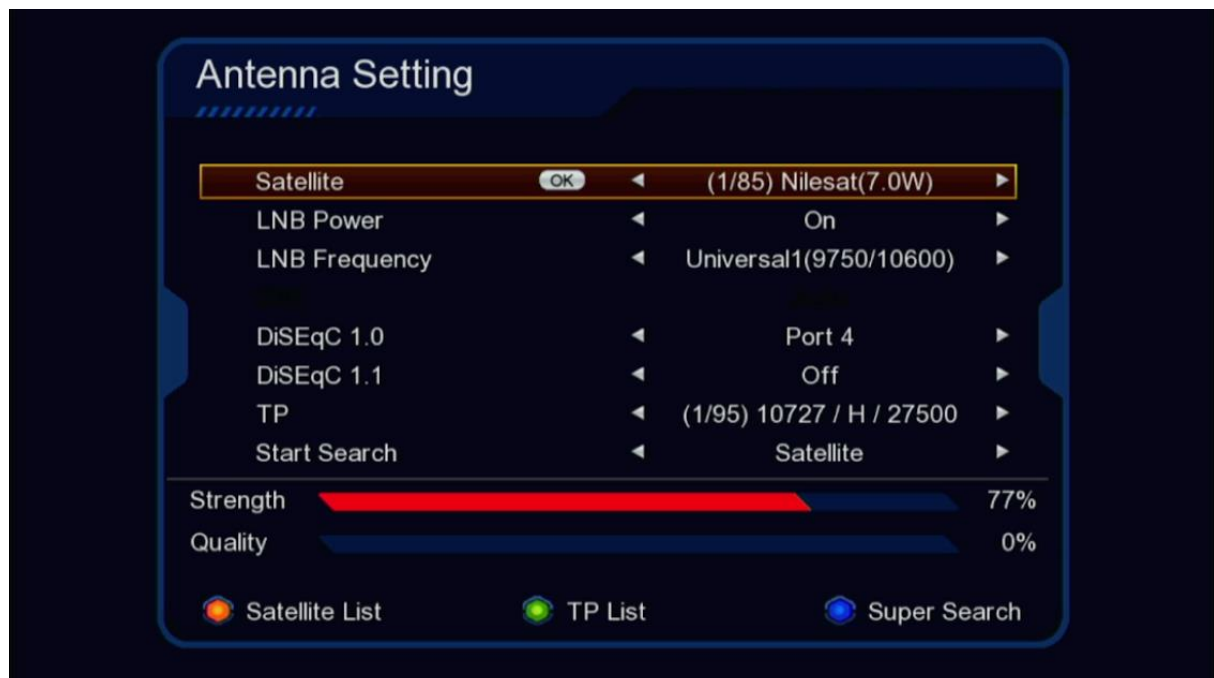 Antenna Setting
Satellite OK (1/85) Nilesat(7.0W)
LNB Power On
LNB Frequency Universal1(9750/10600)
DiSEqC 1.0 Port 4
DiSEqC 1.1 Off
TP (1/95) 10727 / H / 27500
Start Search Satellite
Strength 77%
Quality 0%
Satellite List TP List Super Search